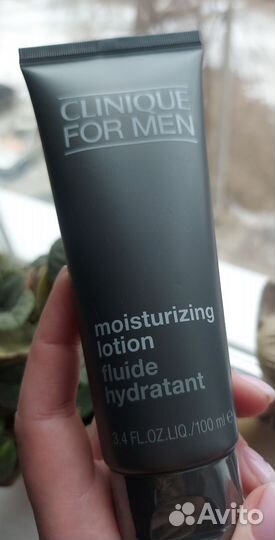 CLINIQUE
FOR MEN
moisturizing
lotion
fluide
hydratant
3.4 FL.OZ.LIQ./100 ml e
Avito